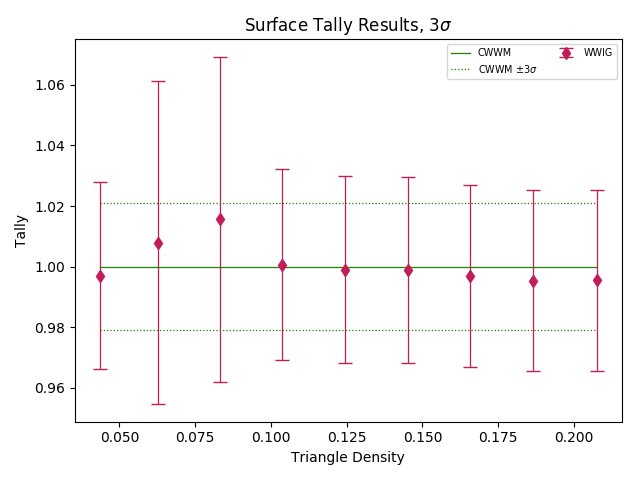 Surface Tally Results, 3σ
CWWM
CWWM ±3σ
WWIG
Tally
1.06
1.04
1.02
1.00
0.98
0.96
0.050 0.075 0.100 0.125 0.150 0.175 0.200
Triangle Density